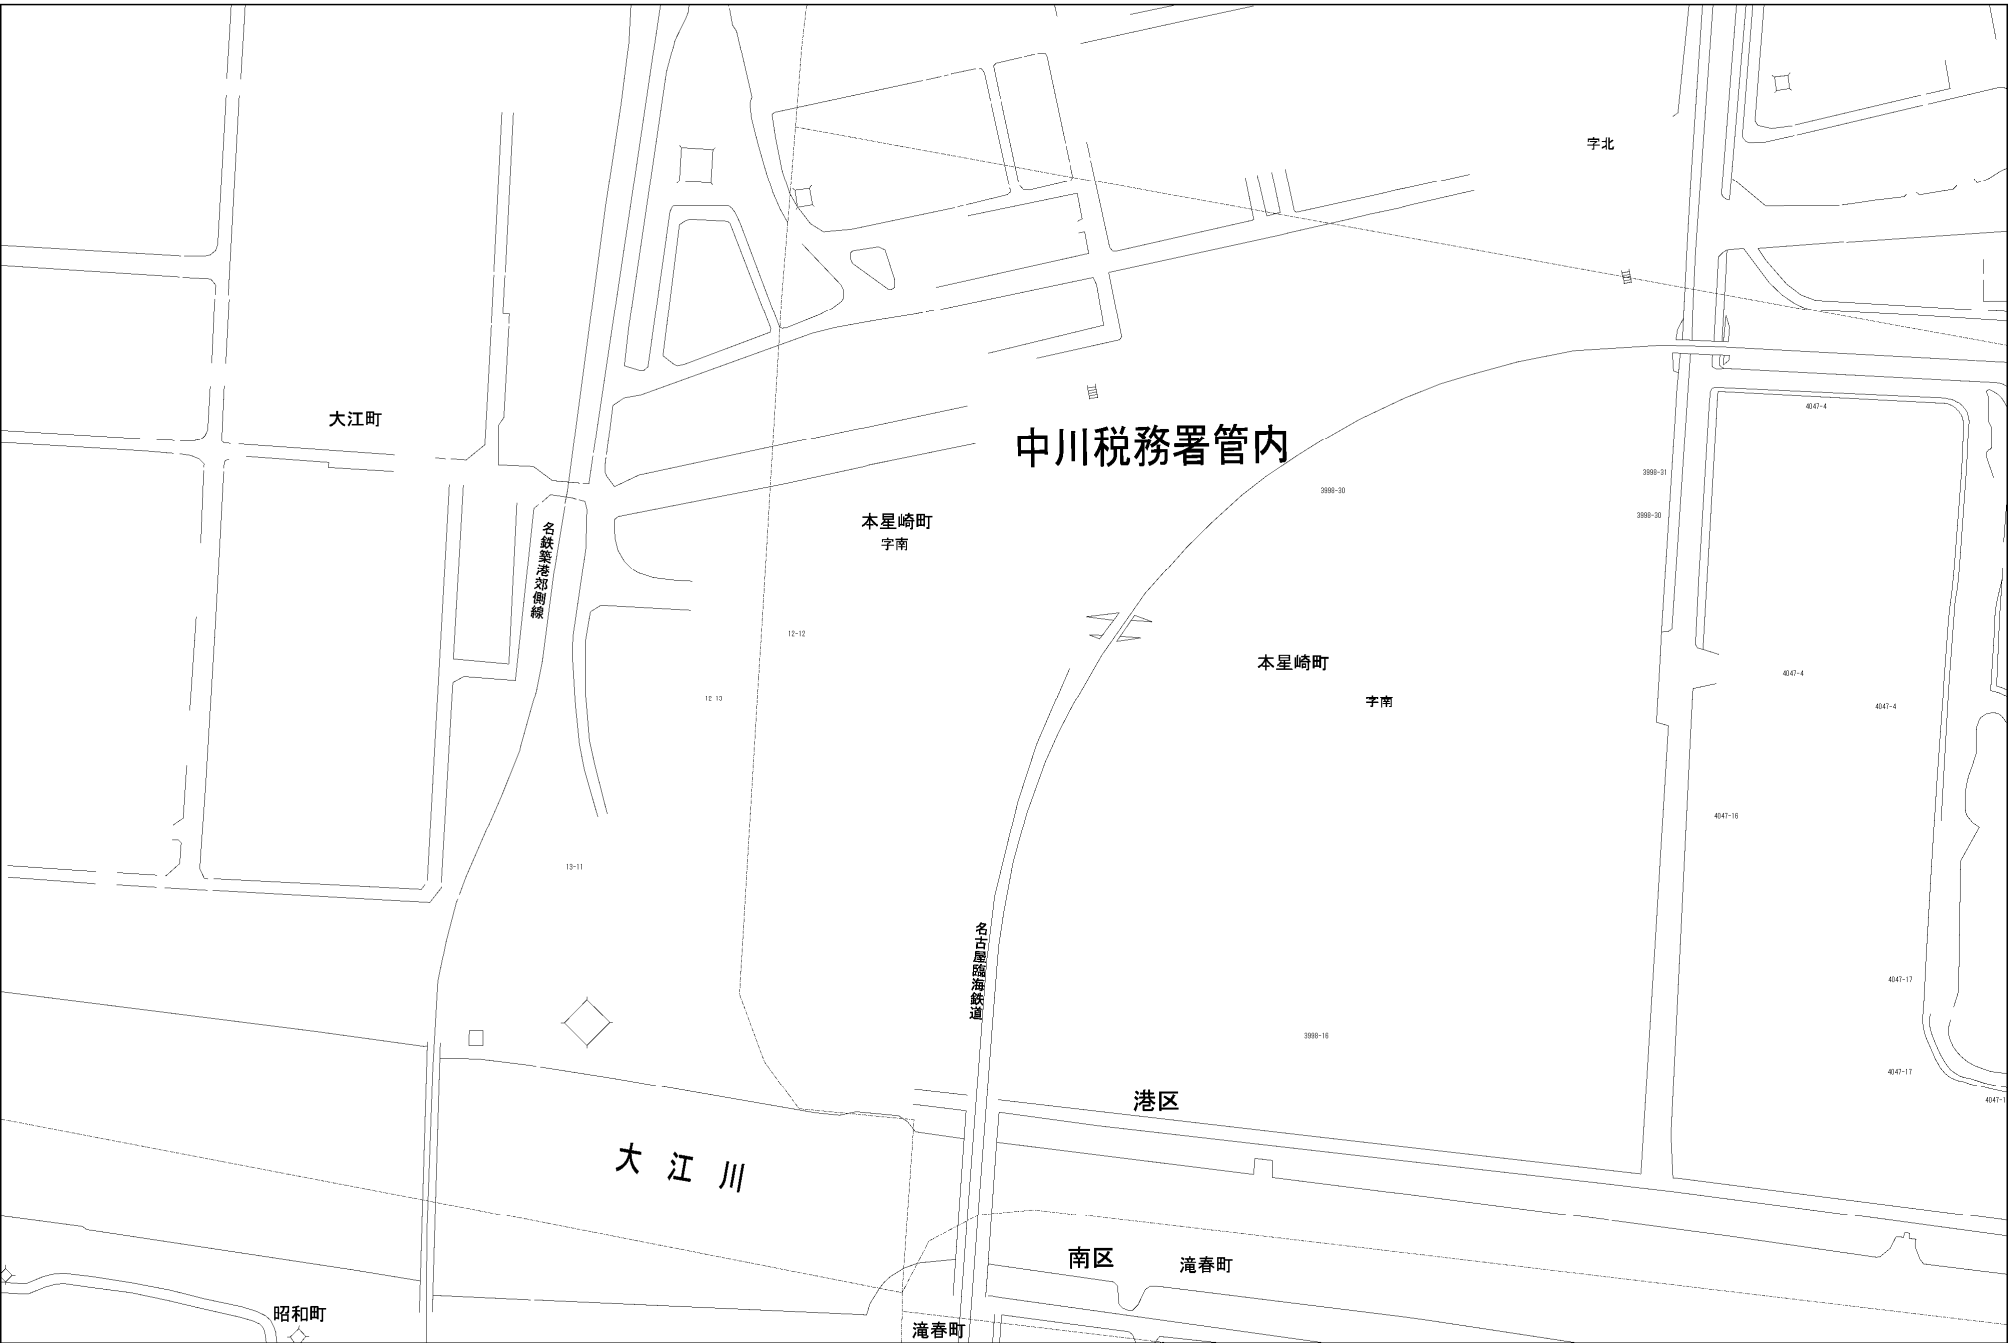 字北
4047-4
大江町
中川税務署管内
3998-31
3998-30
3998-30
本星崎町
字南
名鉄築港郊側線
12-12
本星崎町
4047-4
12 13
字南
4047-4
4047-16
13-11
名古屋臨海鉄道
4047-17
3998-16
4047-17
港区
4047-1
大江川
南区
滝春町
昭和町
滝春町